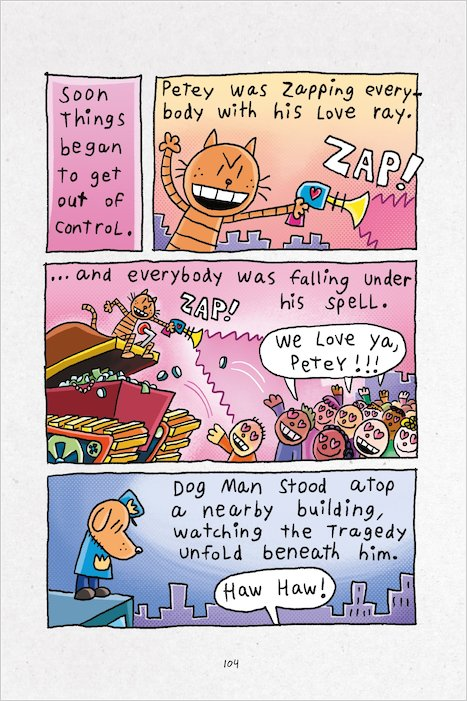 Soon
things
began
to get
out of
control.
Petey was Zapping every-
body with his Love ray.
ZAP!
...and everybody was falling under
his spell.
ZAP!
We Love ya,
Petey!!!
Dog Man Stood atop
a nearby building,
watching the Tragedy
unfold beneath him.
Haw Haw!
104